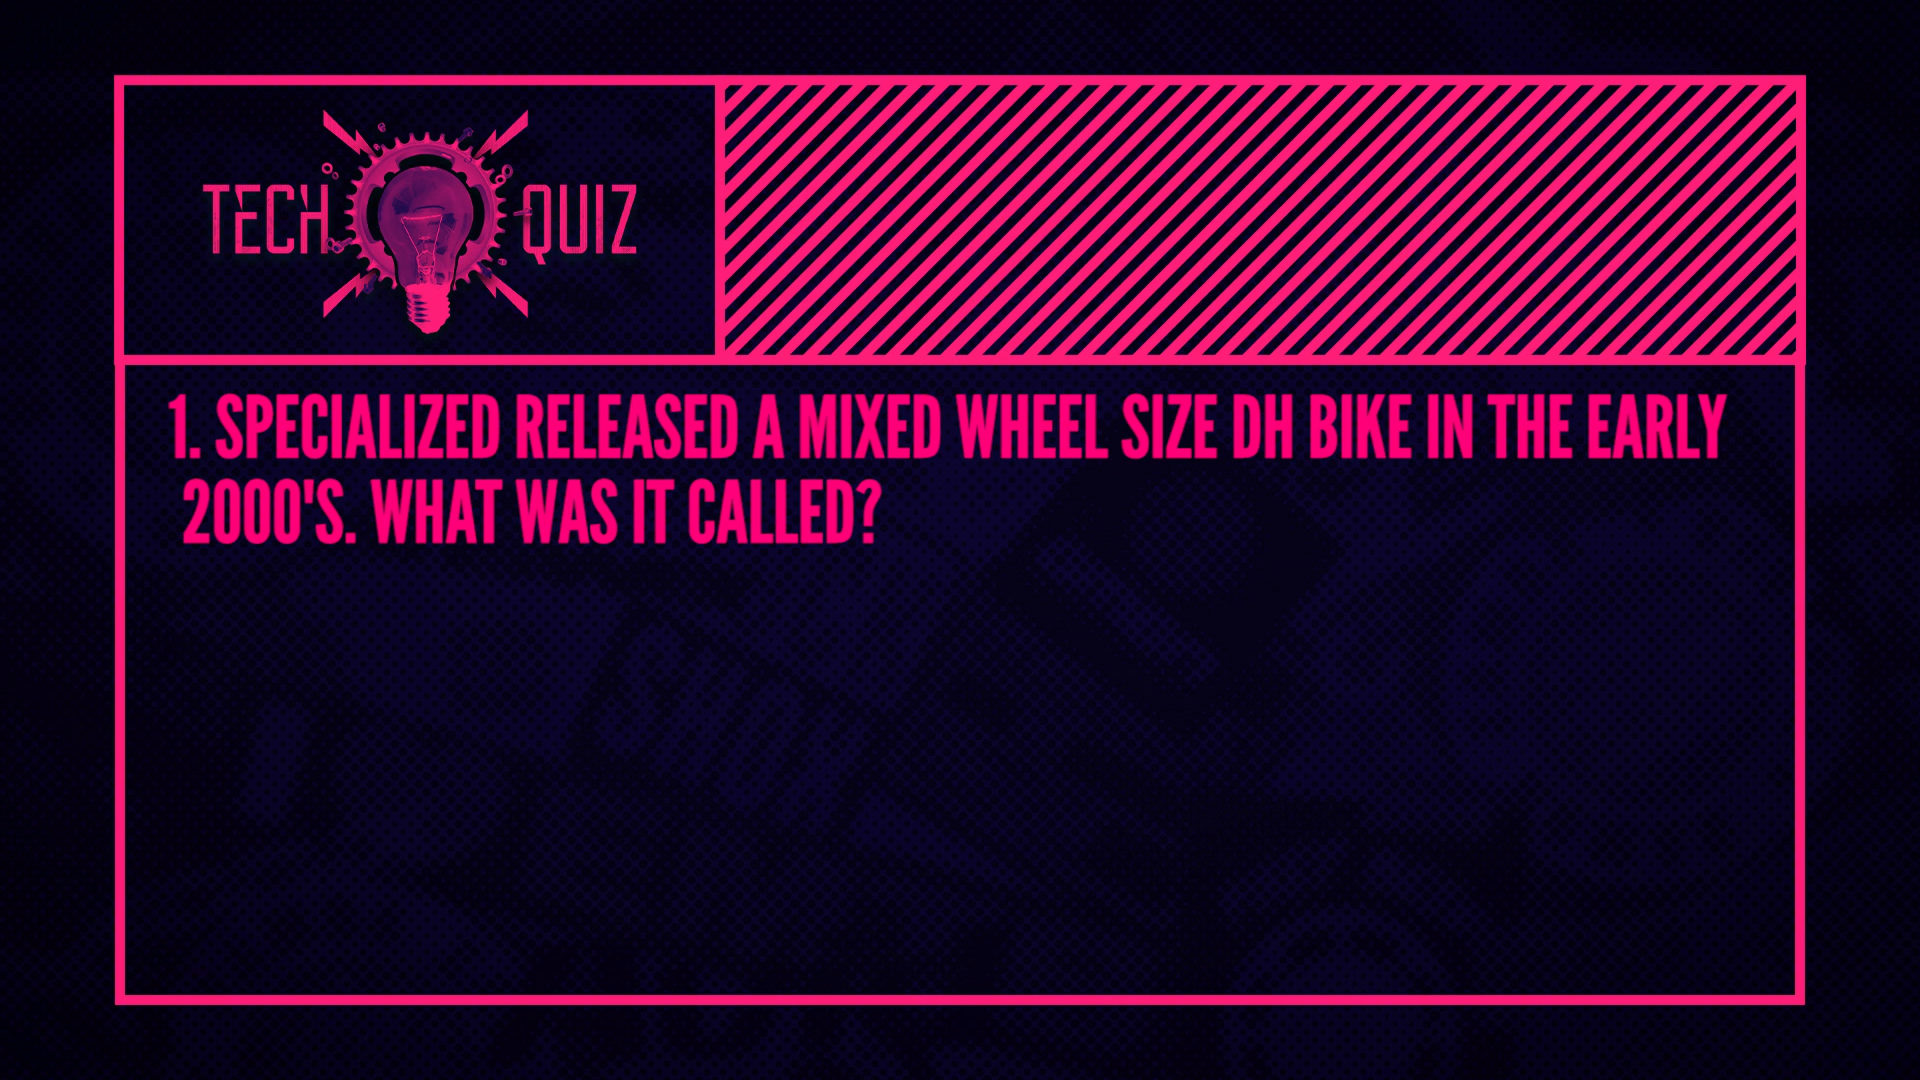 TECH QUIZ
1. SPECIALIZED RELEASED A MIXED WHEEL SIZE DH BIKE IN THE EARLY
2000'S. WHAT WAS IT CALLED?